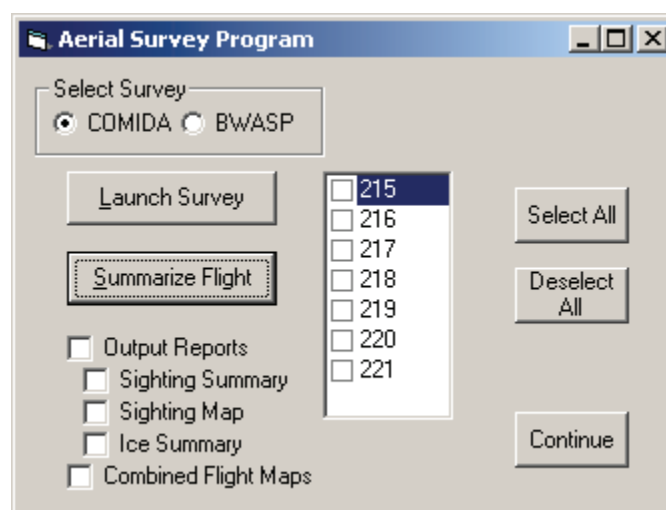 Aerial Survey Program
Select Survey
COMIDA BWASP
Launch Survey
Summarize Flight
Output Reports
Sighting Summary
Sighting Map
Ice Summary
Combined Flight Maps
215
216
217
218
219
220
221
Select All
Deselect
All
Continue